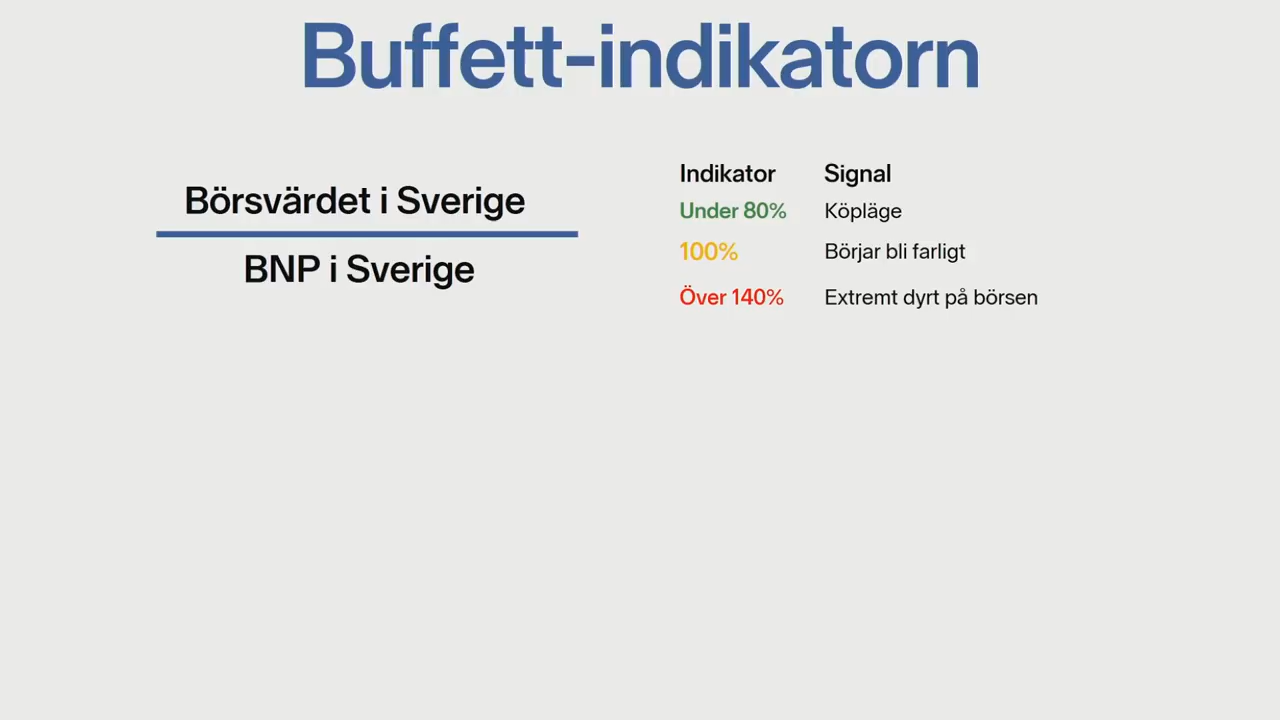 Buffett-indikatorn
Börsvärdet i Sverige
BNP i Sverige
Indikator Signal
Under 80% Köpläge
100% Börjar bli farligt
Över 140% Extremt dyrt på börsen